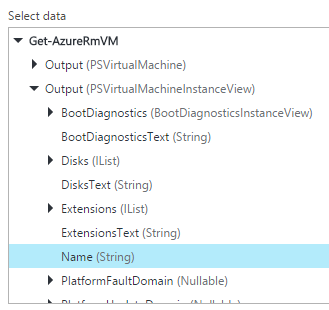 Select data
Get-AzureRmVM
Output (PSVirtualMachine)
Output (PSVirtualMachineInstanceView)
BootDiagnostics (BootDiagnosticsInstanceView)
BootDiagnosticsText (String)
Disks (IList)
DisksText (String)
Extensions (IList)
ExtensionsText (String)
Name (String)
PlatformFaultDomain (Nullable)